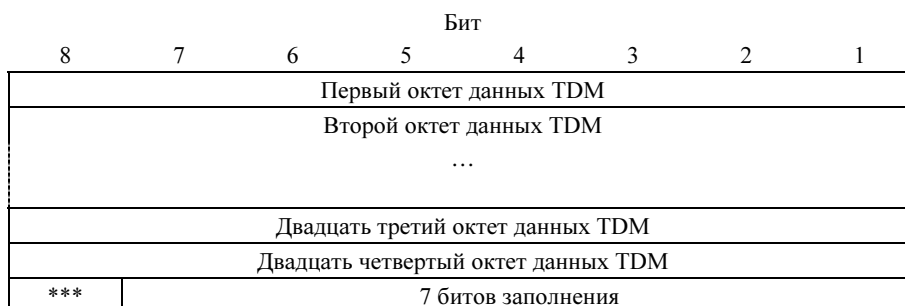 Бит
8 7 6 5 4 3 2 1
Первый октет данных TDM
Второй октет данных TDM
…
Двадцать третий октет данных TDM
Двадцать четвертый октет данных TDM
*** 7 битов заполнения